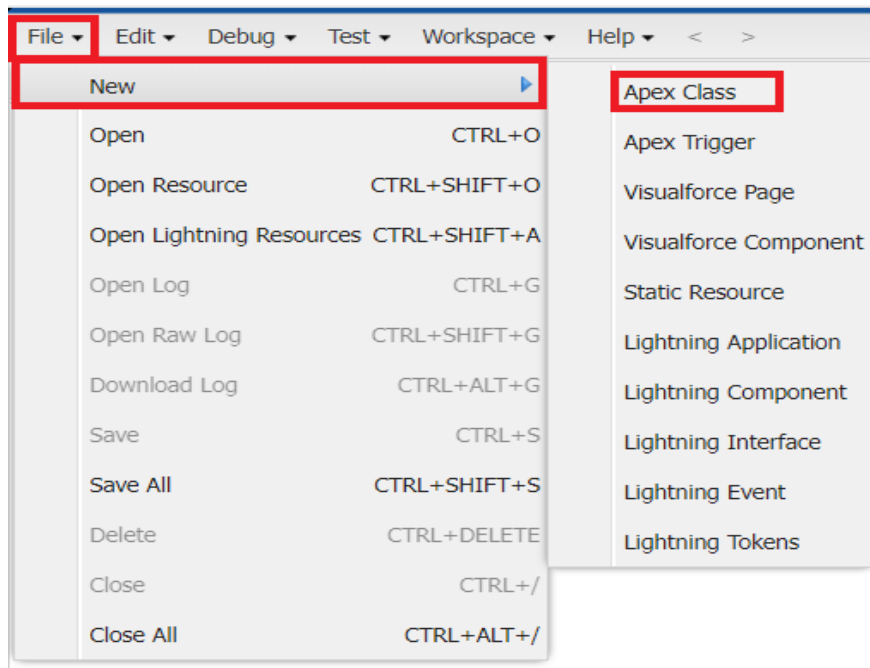 File Edit Debug Test Workspace Help < >
New
Open CTRL+O
Open Resource CTRL+SHIFT+O
Open Lightning Resources CTRL+SHIFT+A
Open Log CTRL+G
Open Raw Log CTRL+SHIFT+G
Download Log CTRL+ALT+G
Save CTRL+S
Save All CTRL+SHIFT+S
Delete CTRL+DELETE
Close CTRL+/
Close All CTRL+ALT+/
Apex Class
Apex Trigger
Visualforce Page
Visualforce Component
Static Resource
Lightning Application
Lightning Component
Lightning Interface
Lightning Event
Lightning Tokens